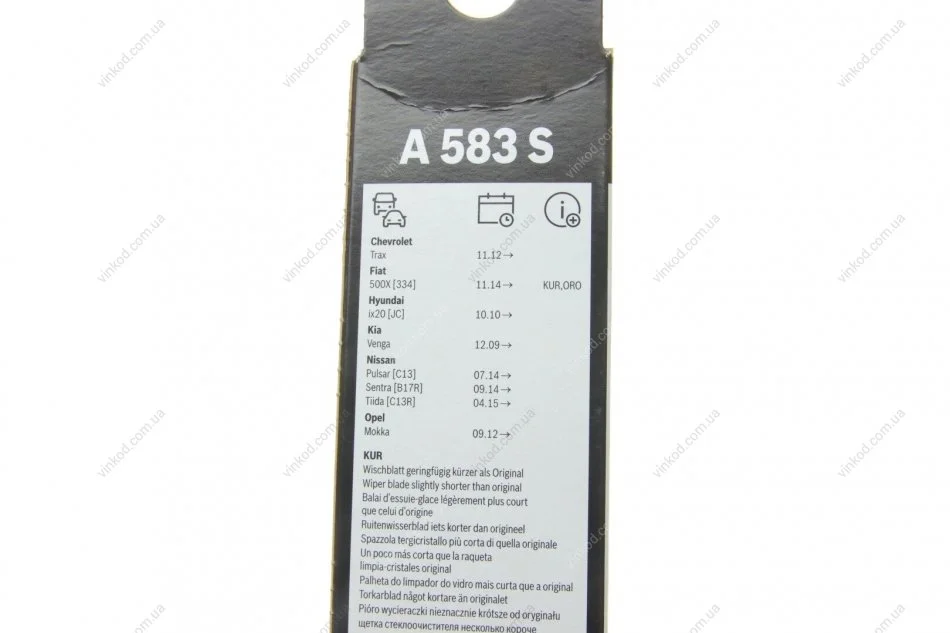 A 583 S
Chevrolet
Trax 11.12→
Fiat
500X [334] 11.14→ KUR,ORO
Hyundai
ix20 [JC] 10.10→
Kia
Venga 12.09→
Nissan
Pulsar [C13] 07.14→
Sentra [B17R] 09.14→
Tiida [C13R] 04.15→
Opel
Mokka 09.12→
KUR
Wischblatt geringfügig kürzer als Original
Wiper blade slightly shorter than original
Balai d'essuie-glace légèrement plus court
que celui d'origine
Ruitenwisserblad iets korter dan origineel
Spazzola tergicristallo più corta di quella originale
Un poco más corta que la raqueta
limpia-cristales original
Palheta do limpador do vidro mais curta que a original
Torkarblad något kortare än originalet
Pióro wycieraczki nieznacznie krótsze od oryginału
щетка стеклоочистителя несколько короче
vinkod.com.ua